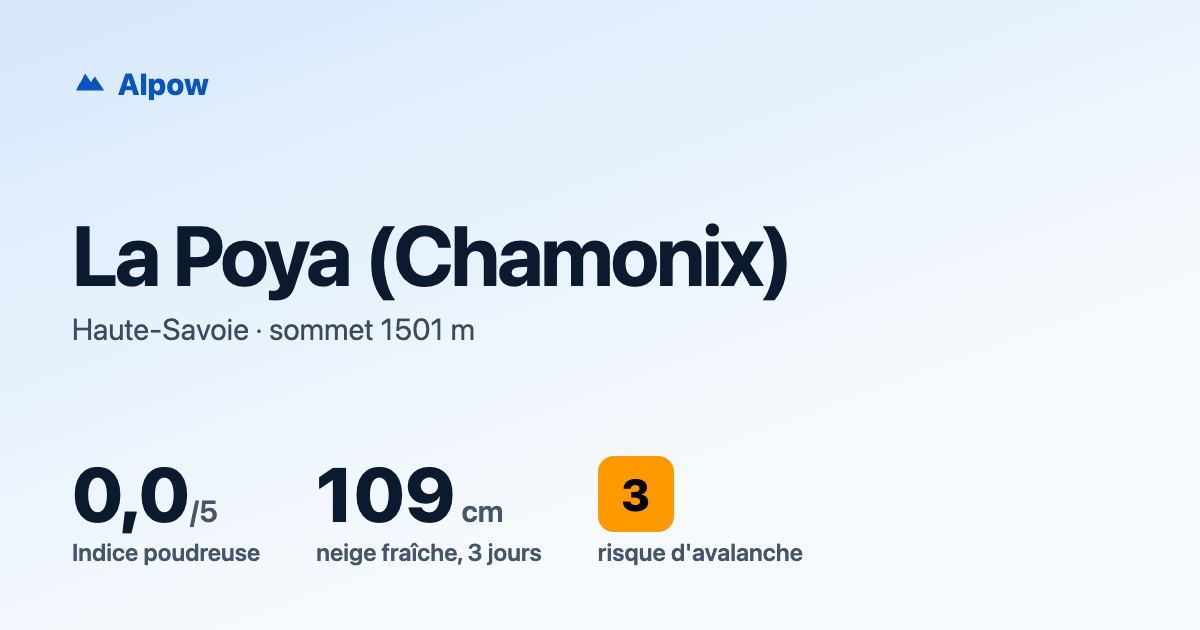 Alpow
La Poya (Chamonix)
Haute-Savoie · sommet 1501 m
0,0/5
Indice poudreuse
109 cm
neige fraîche, 3 jours
3
risque d'avalanche